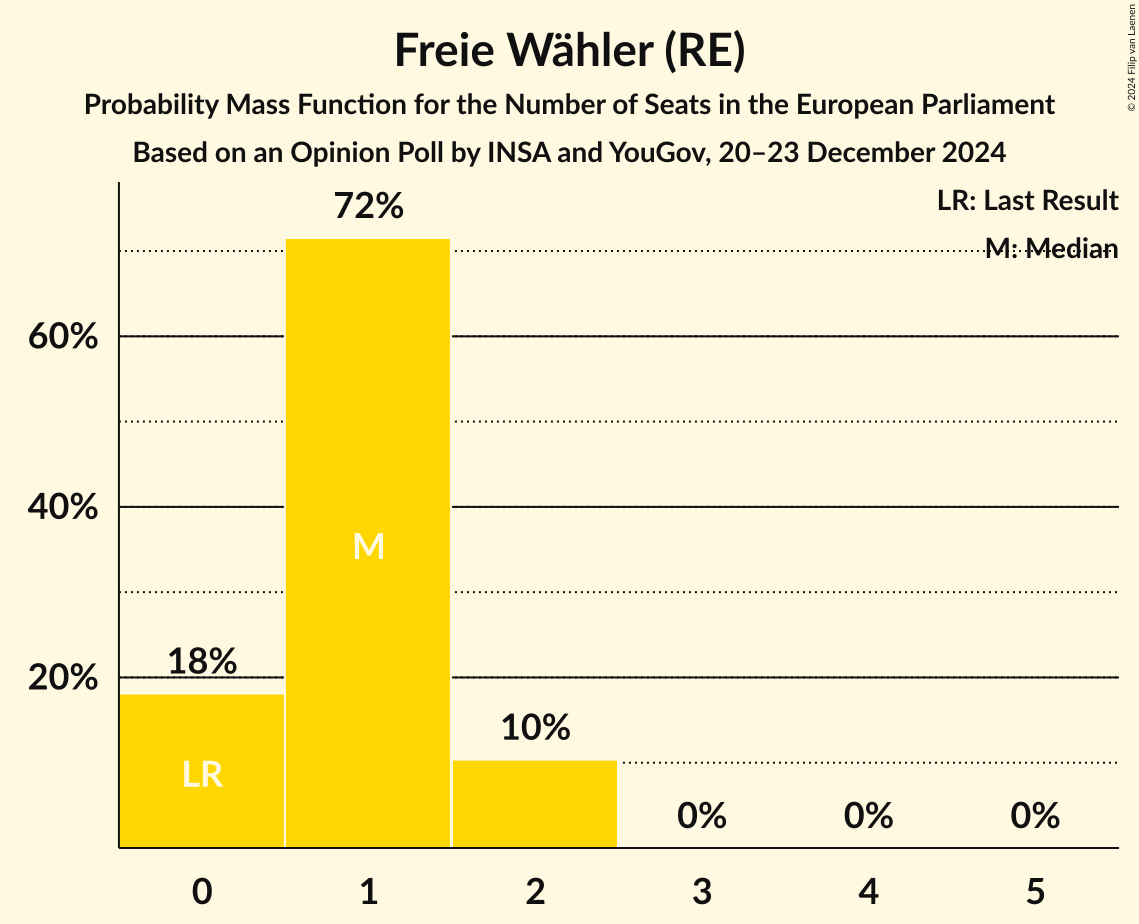 Freie Wähler (RE)
Probability Mass Function for the Number of Seats in the European Parliament
Based on an Opinion Poll by INSA and YouGov, 20–23 December 2024
© 2024 Filip van Laenen
LR: Last Result
M: Median
72%
60%
40%
M
20%
18%
10%
LR
0% 0% 0%
0 1 2 3 4 5